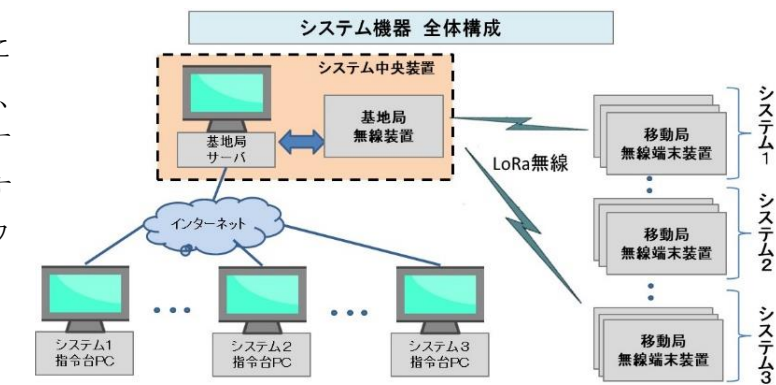 システム機器 全体構成
システム中央装置
基地局
サーバ
基地局
無線装置
LoRa無線
移動局
無線端末装置
システム1
移動局
無線端末装置
システム2
移動局
無線端末装置
システム3
インターネット
システム1
指令台PC
システム2
指令台PC
システム3
指令台PC